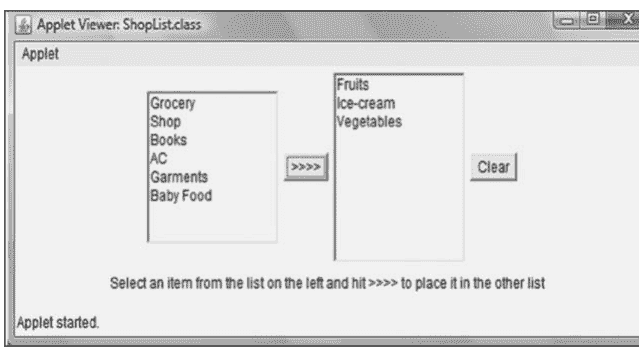 Applet Viewer: ShopList.class
Applet
Grocery
Shop
Books
AC
Garments
Baby Food
>>>>
Fruits
Ice-cream
Vegetables
Clear
Select an item from the list on the left and hit >>>> to place it in the other list
Applet started.